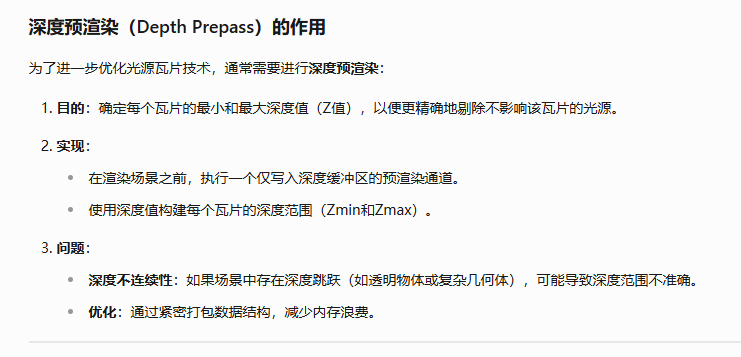 深度预渲染（Depth Prepass）的作用
为了进一步优化光源瓦片技术，通常需要进行深度预渲染：
1. 目的：确定每个瓦片的最小和最大深度值（Z值），以便更精确地剔除不影响该瓦片的光源。
2. 实现：
在渲染场景之前，执行一个仅写入深度缓冲区的预渲染通道。
使用深度值构建每个瓦片的深度范围（Zmin和Zmax）。
3. 问题：
深度不连续性：如果场景中存在深度跳跃（如透明物体或复杂几何体），可能导致深度范围不准确。
优化：通过紧密打包数据结构，减少内存浪费。